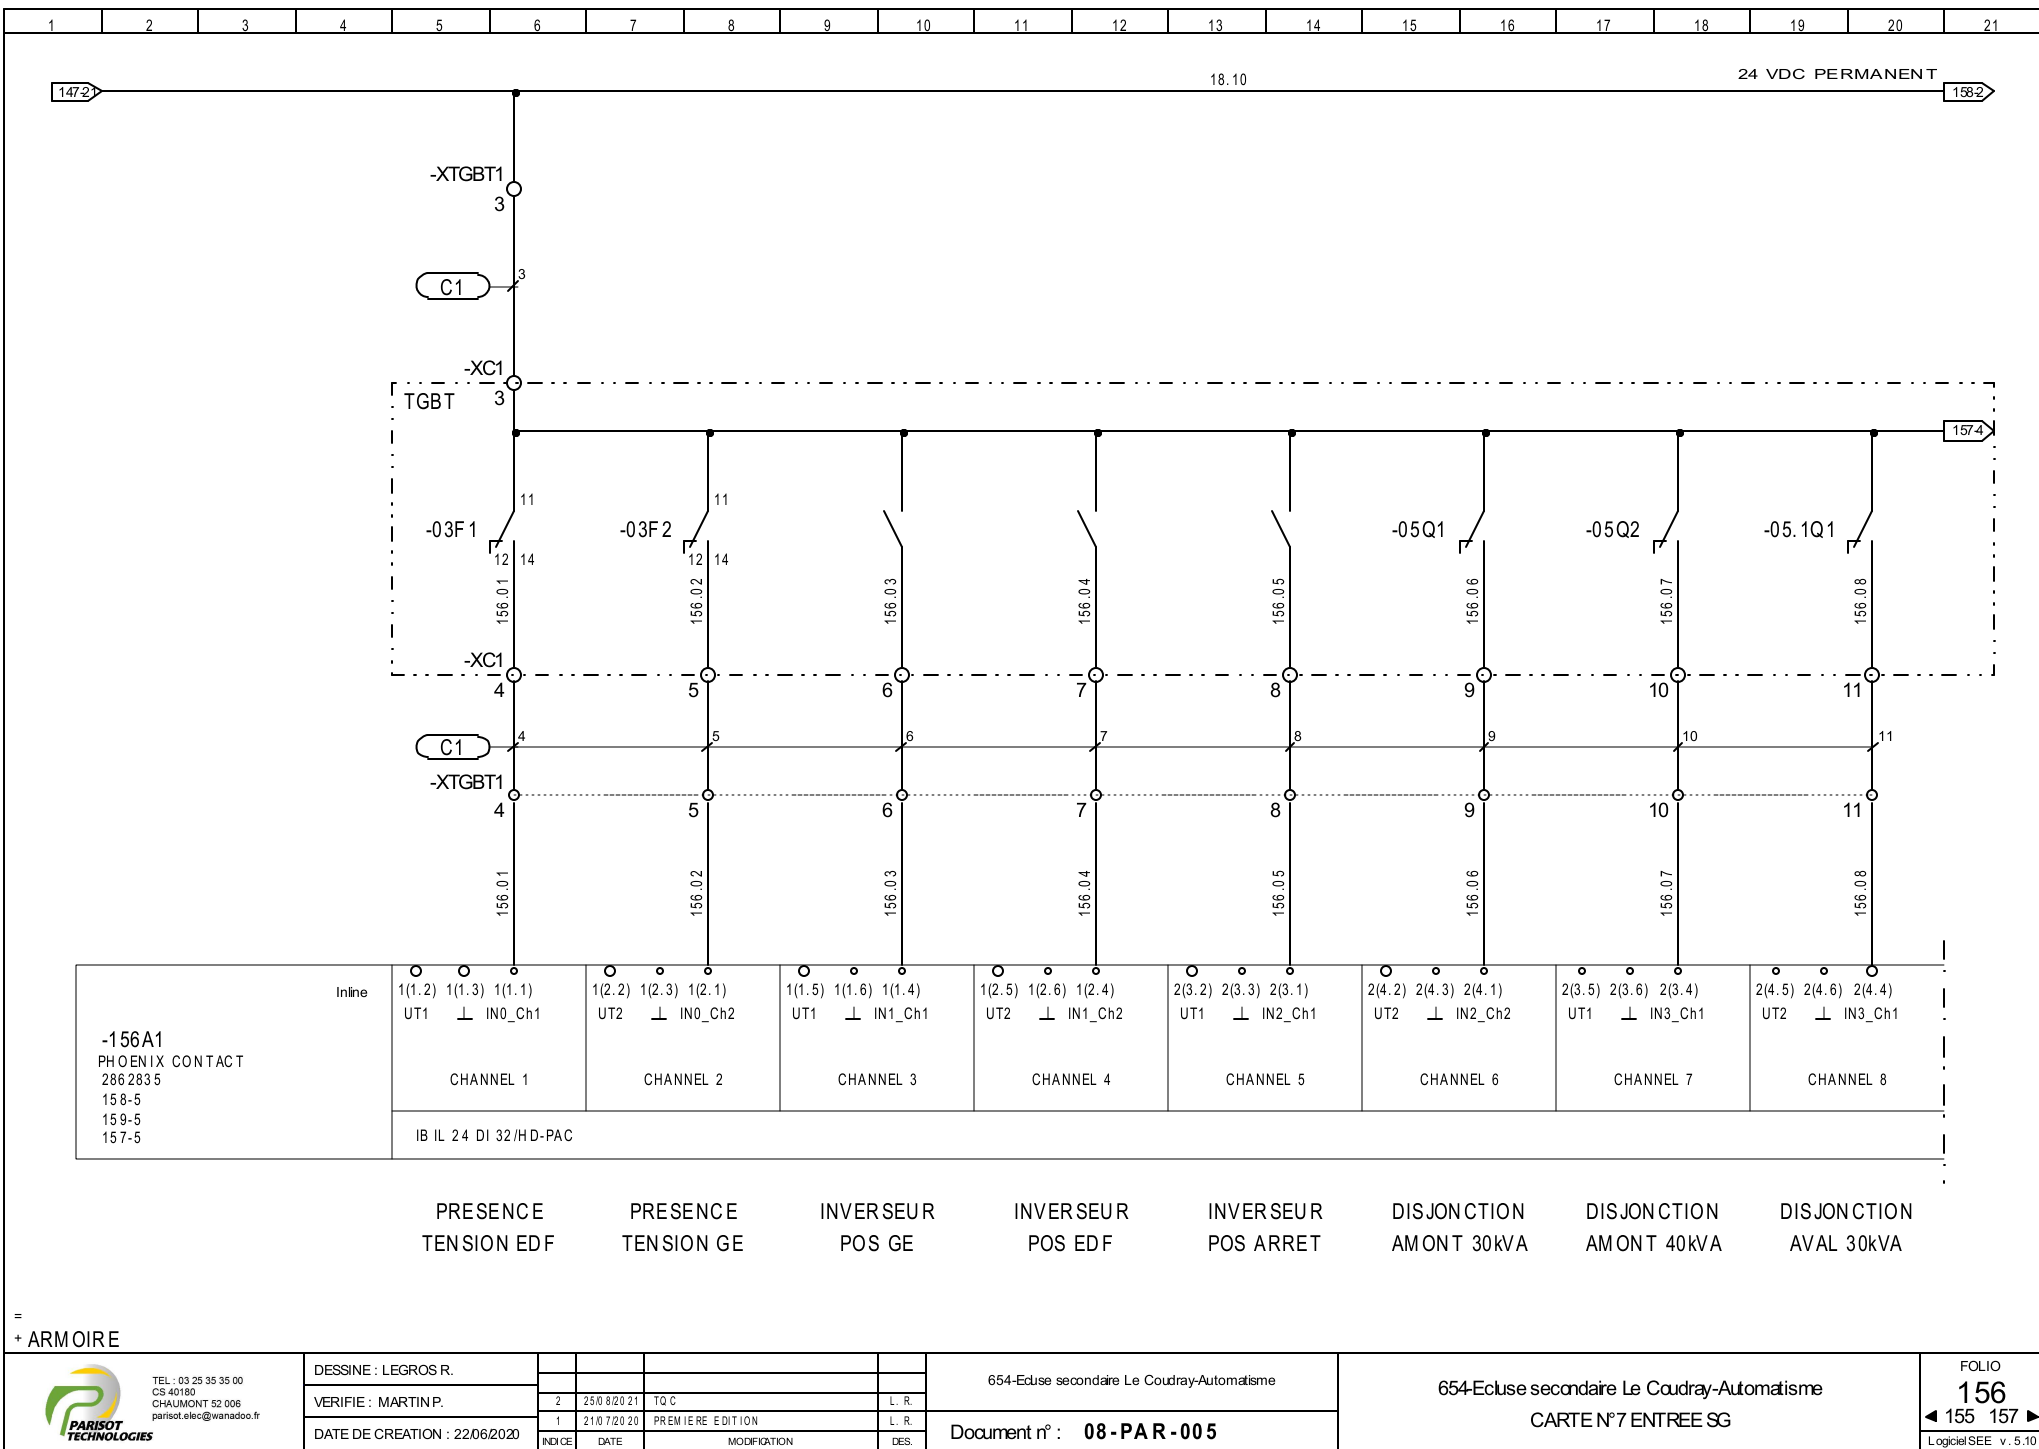 1 2 3 4 5 6 7 8 9 10 11 12 13 14 15 16 17 18 19 20 21
147-21
18.10
24 VDC PERMANENT
158-2
-XTGBT1
3
C1
3
-XC1
3
TGBT
157-4
-03F1 11 12 14
-03F2 11 12 14
-05Q1
-05Q2
-05.1Q1
156.01 156.02 156.03 156.04 156.05 156.06 156.07 156.08
-XC1
4 5 6 7 8 9 10 11
C1
4 5 6 7 8 9 10 11
-XTGBT1
4 5 6 7 8 9 10 11
156.01 156.02 156.03 156.04 156.05 156.06 156.07 156.08
Inline
1(1.2) 1(1.3) 1(1.1) 1(2.2) 1(2.3) 1(2.1) 1(1.5) 1(1.6) 1(1.4) 1(2.5) 1(2.6) 1(2.4) 2(3.2) 2(3.3) 2(3.1) 2(4.2) 2(4.3) 2(4.1) 2(3.5) 2(3.6) 2(3.4) 2(4.5) 2(4.6) 2(4.4)
UT1 ⊥ IN0_Ch1 UT2 ⊥ IN0_Ch2 UT1 ⊥ IN1_Ch1 UT2 ⊥ IN1_Ch2 UT1 ⊥ IN2_Ch1 UT2 ⊥ IN2_Ch2 UT1 ⊥ IN3_Ch1 UT2 ⊥ IN3_Ch1
-156A1
PHOENIX CONTACT
2862835
158-5
159-5
157-5
CHANNEL 1 CHANNEL 2 CHANNEL 3 CHANNEL 4 CHANNEL 5 CHANNEL 6 CHANNEL 7 CHANNEL 8
IB IL 24 DI 32/HD-PAC
PRESENCE PRESENCE INVERSEUR INVERSEUR INVERSEUR DISJONCTION DISJONCTION DISJONCTION
TENSION EDF TENSION GE POS GE POS EDF POS ARRET AMONT 30kVA AMONT 40kVA AVAL 30kVA
=
+ ARMOIRE
PARISOT
TECHNOLOGIES
TEL : 03 25 35 35 00
CS 40180
CHAUMONT 52 006
parisot.elec@wanadoo.fr
DESSINE : LEGROS R.
VERIFIE : MARTIN P.
DATE DE CREATION : 22/06/2020
2 25/08/2021 TQC L. R.
1 21/07/2020 PREMIERE EDITION L. R.
INDICE DATE MODIFICATION DES.
654-Ecluse secondaire Le Coudray-Automatisme
Document n° : 08-PAR-005
654-Ecluse secondaire Le Coudray-Automatisme
CARTE N°7 ENTREE SG
FOLIO
156
◄ 155 157 ►
Logiciel SEE v. 5.10